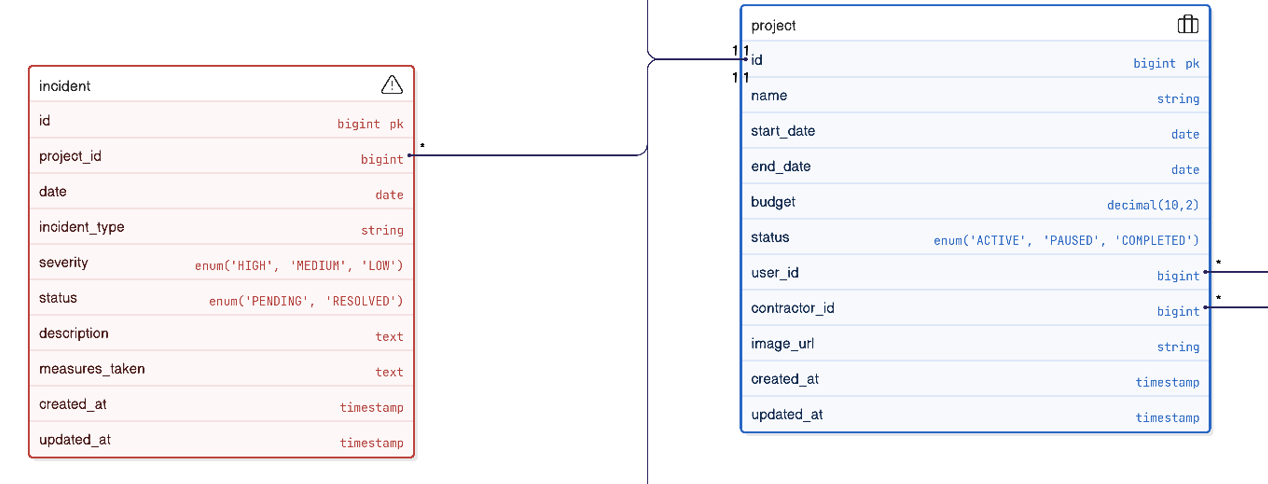 incident
id bigint pk
project_id bigint *
date date
incident_type string
severity enum('HIGH', 'MEDIUM', 'LOW')
status enum('PENDING', 'RESOLVED')
description text
measures_taken text
created_at timestamp
updated_at timestamp
project
1 1
id bigint pk
1 1
name string
start_date date
end_date date
budget decimal(10,2)
status enum('ACTIVE', 'PAUSED', 'COMPLETED')
user_id bigint *
contractor_id bigint *
image_url string
created_at timestamp
updated_at timestamp